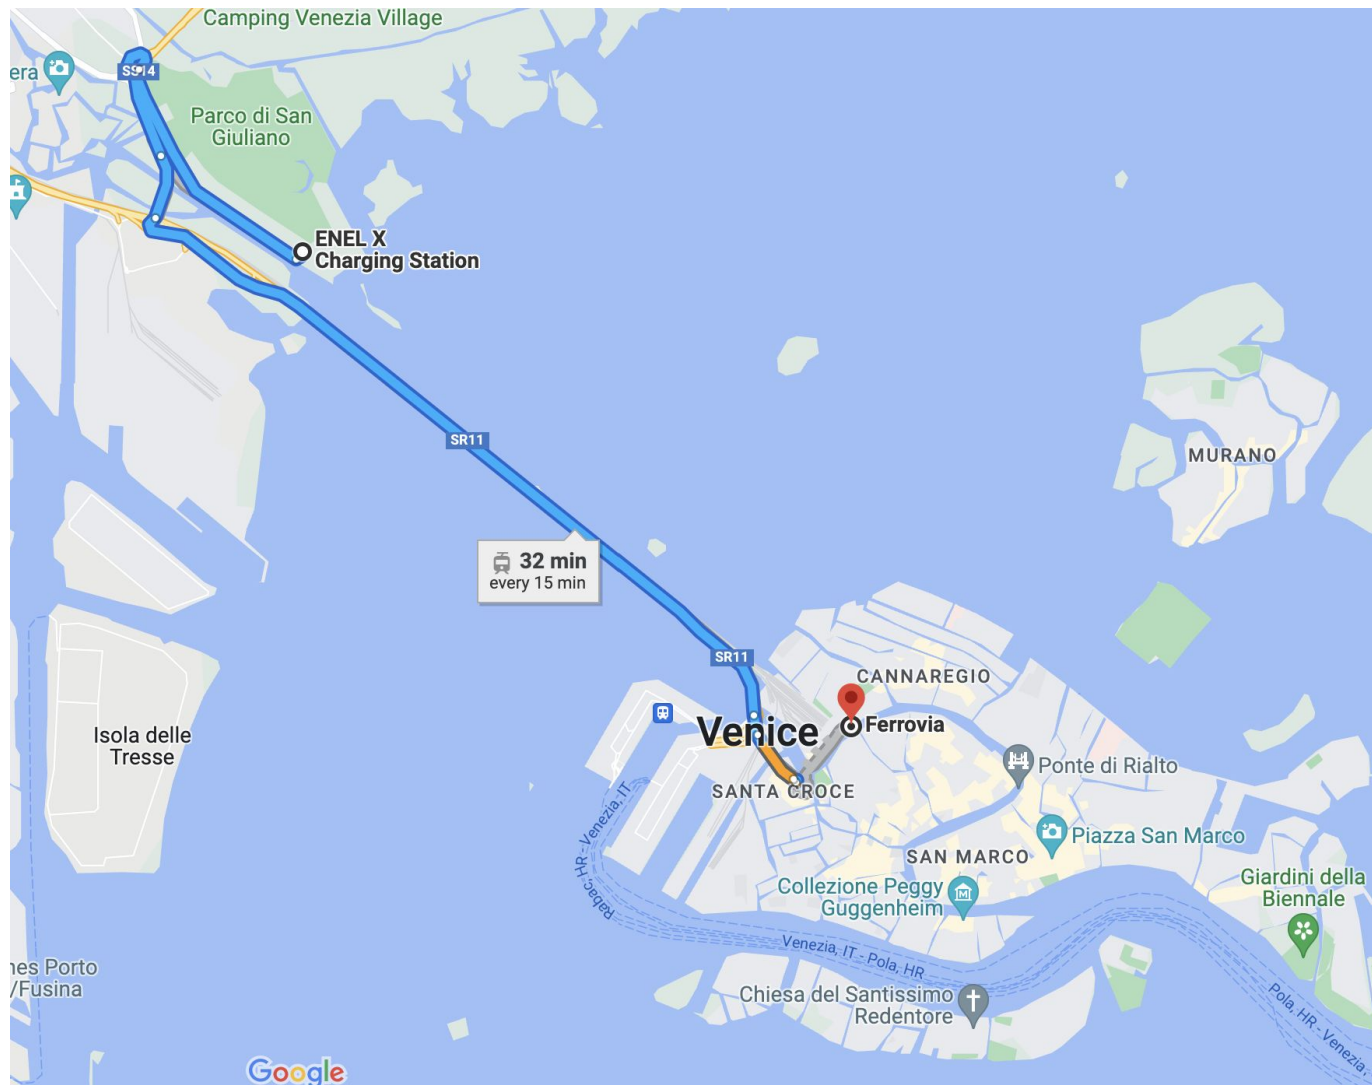 Camping Venezia Village
era
SS14
Parco di San
Giuliano
ENEL X
Charging Station
SR11
MURANO
32 min
every 15 min
SR11
CANNAREGIO
Ferrovia
Venice
Isola delle
Tresse
Ponte di Rialto
SANTA CROCE
Rabac, HR - Venezia, IT
Piazza San Marco
SAN MARCO
Collezione Peggy
Guggenheim
Giardini della
Biennale
Venezia, IT - Pola, HR
nes Porto
/Fusina
Chiesa del Santissimo
Redentore
Pola, HR - Venezia,
Google